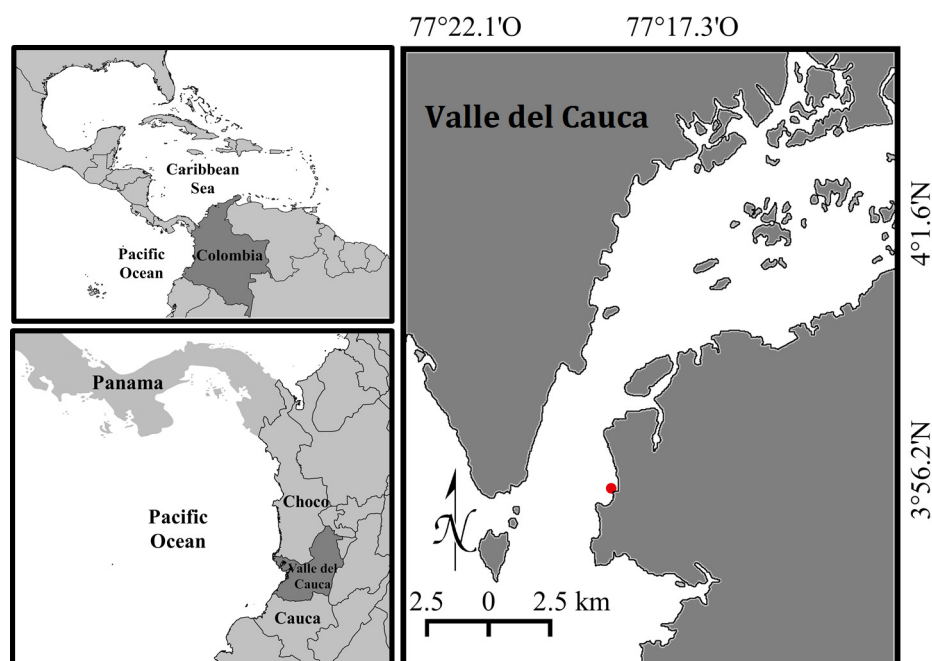 77°22.1'O
77°17.3'O
Caribbean
Sea
Pacific
Ocean
Colombia
Panama
Choco
Pacific
Ocean
Valle del
Cauca
Cauca
Valle del Cauca
4°1.6'N
3°56.2'N
N
2.5 0 2.5 km